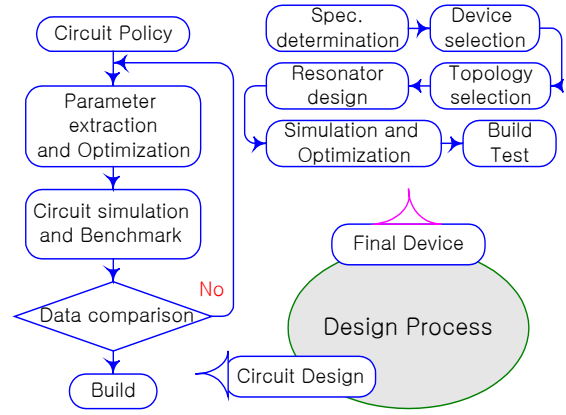 Circuit Policy
Parameter
extraction
and Optimization
Circuit simulation
and Benchmark
No
Data comparison
Build
Spec.
determination
Device
selection
Resonator
design
Topology
selection
Simulation and
Optimization
Build
Test
Final Device
Design Process
Circuit Design